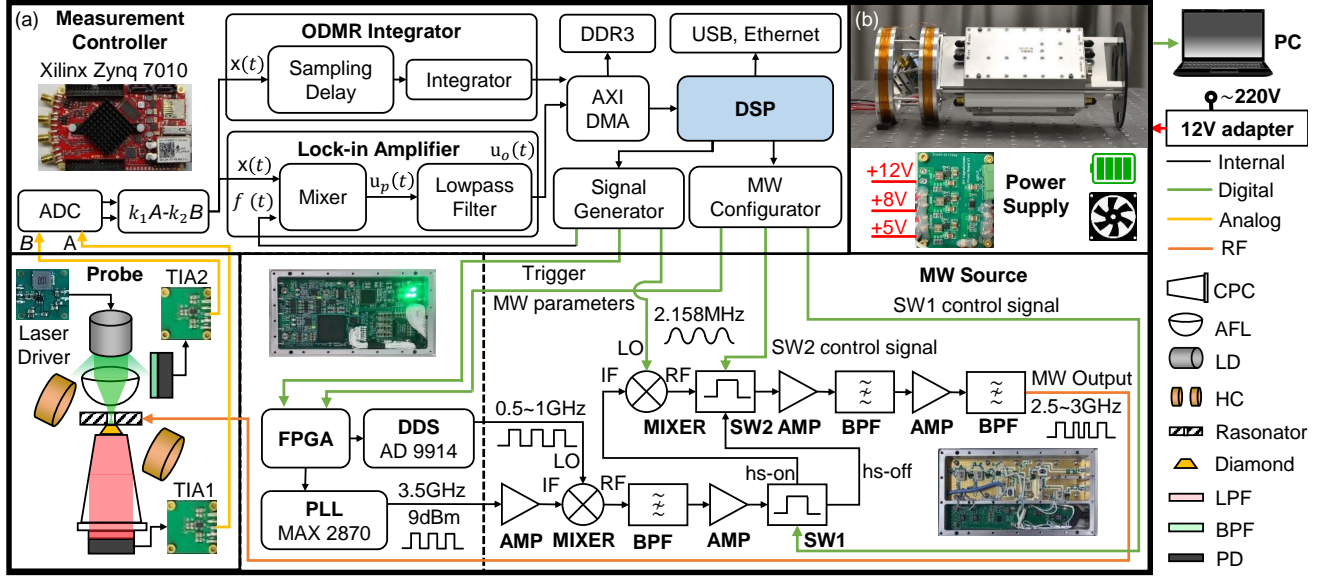 (a) Measurement
Controller
Xilinx Zynq 7010
ODMR Integrator
x(t)
Sampling
Delay
Integrator
DDR3
USB, Ethernet
AXI
DMA
DSP
Lock-in Amplifier
x(t)
f (t)
Mixer
u_p(t)
Lowpass
Filter
u_o(t)
Signal
Generator
MW
Configurator
ADC
k₁A-k₂B
B
A
(b)
+12V
+8V
+5V
Power
Supply
PC
~220V
12V adapter
Internal
Digital
Analog
RF
CPC
AFL
LD
HC
Rasonator
Diamond
LPF
BPF
PD
Probe
TIA2
Laser
Driver
TIA1
Trigger
MW parameters
MW Source
SW1 control signal
2.158MHz
LO
SW2 control signal
IF
RF
MIXER
SW2
AMP
BPF
AMP
BPF
MW Output
2.5~3GHz
hs-on
hs-off
FPGA
DDS
AD 9914
0.5~1GHz
LO
PLL
MAX 2870
3.5GHz
9dBm
IF
RF
AMP
MIXER
BPF
AMP
SW1